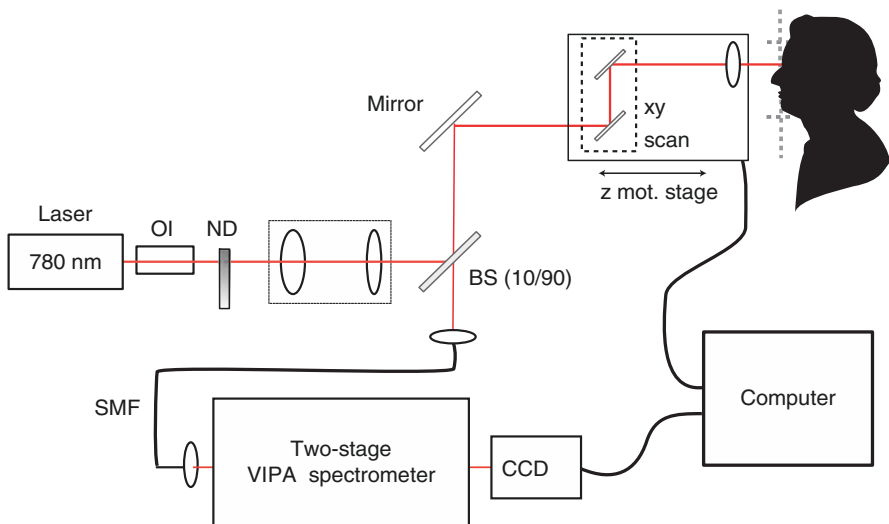 Mirror
xy
scan
z mot. stage
Laser
780 nm
OI
ND
BS (10/90)
SMF
Two-stage
VIPA spectrometer
CCD
Computer